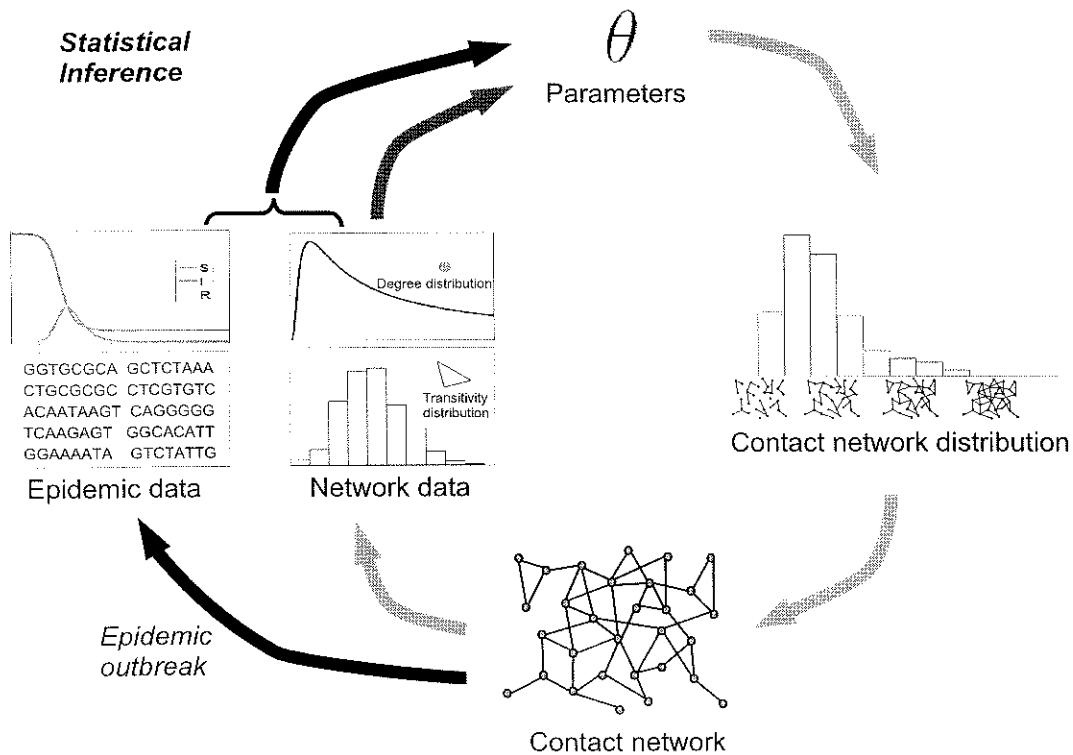 Statistical
Inference
θ
Parameters
S
I
R
Degree distribution
GGTGCGCA GCTCTAAA
CTGCGCGC CTCGTGTC
ACAATAAGT CAGGGGG
TCAAGAGT GGCACATT
GGAAAATA GTCTATTG
Transitivity
distribution
Epidemic data
Network data
Contact network distribution
Epidemic
outbreak
Contact network